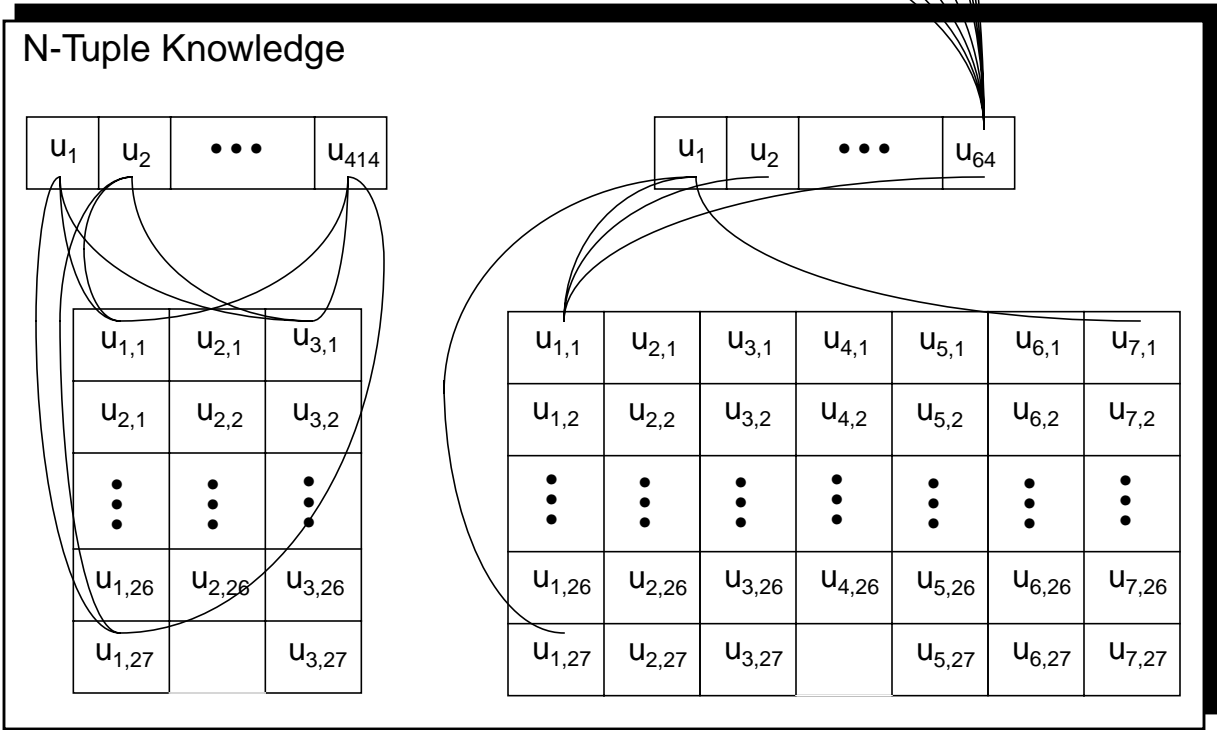 N-Tuple Knowledge
u₁ u₂ ••• u₄₁₄
u₁,₁ u₂,₁ u₃,₁
u₂,₁ u₂,₂ u₃,₂
u₁,₂₆ u₂,₂₆ u₃,₂₆
u₁,₂₇ u₃,₂₇
u₁ u₂ ••• u₆₄
u₁,₁ u₂,₁ u₃,₁ u₄,₁ u₅,₁ u₆,₁ u₇,₁
u₁,₂ u₂,₂ u₃,₂ u₄,₂ u₅,₂ u₆,₂ u₇,₂
u₁,₂₆ u₂,₂₆ u₃,₂₆ u₄,₂₆ u₅,₂₆ u₆,₂₆ u₇,₂₆
u₁,₂₇ u₂,₂₇ u₃,₂₇ u₅,₂₇ u₆,₂₇ u₇,₂₇